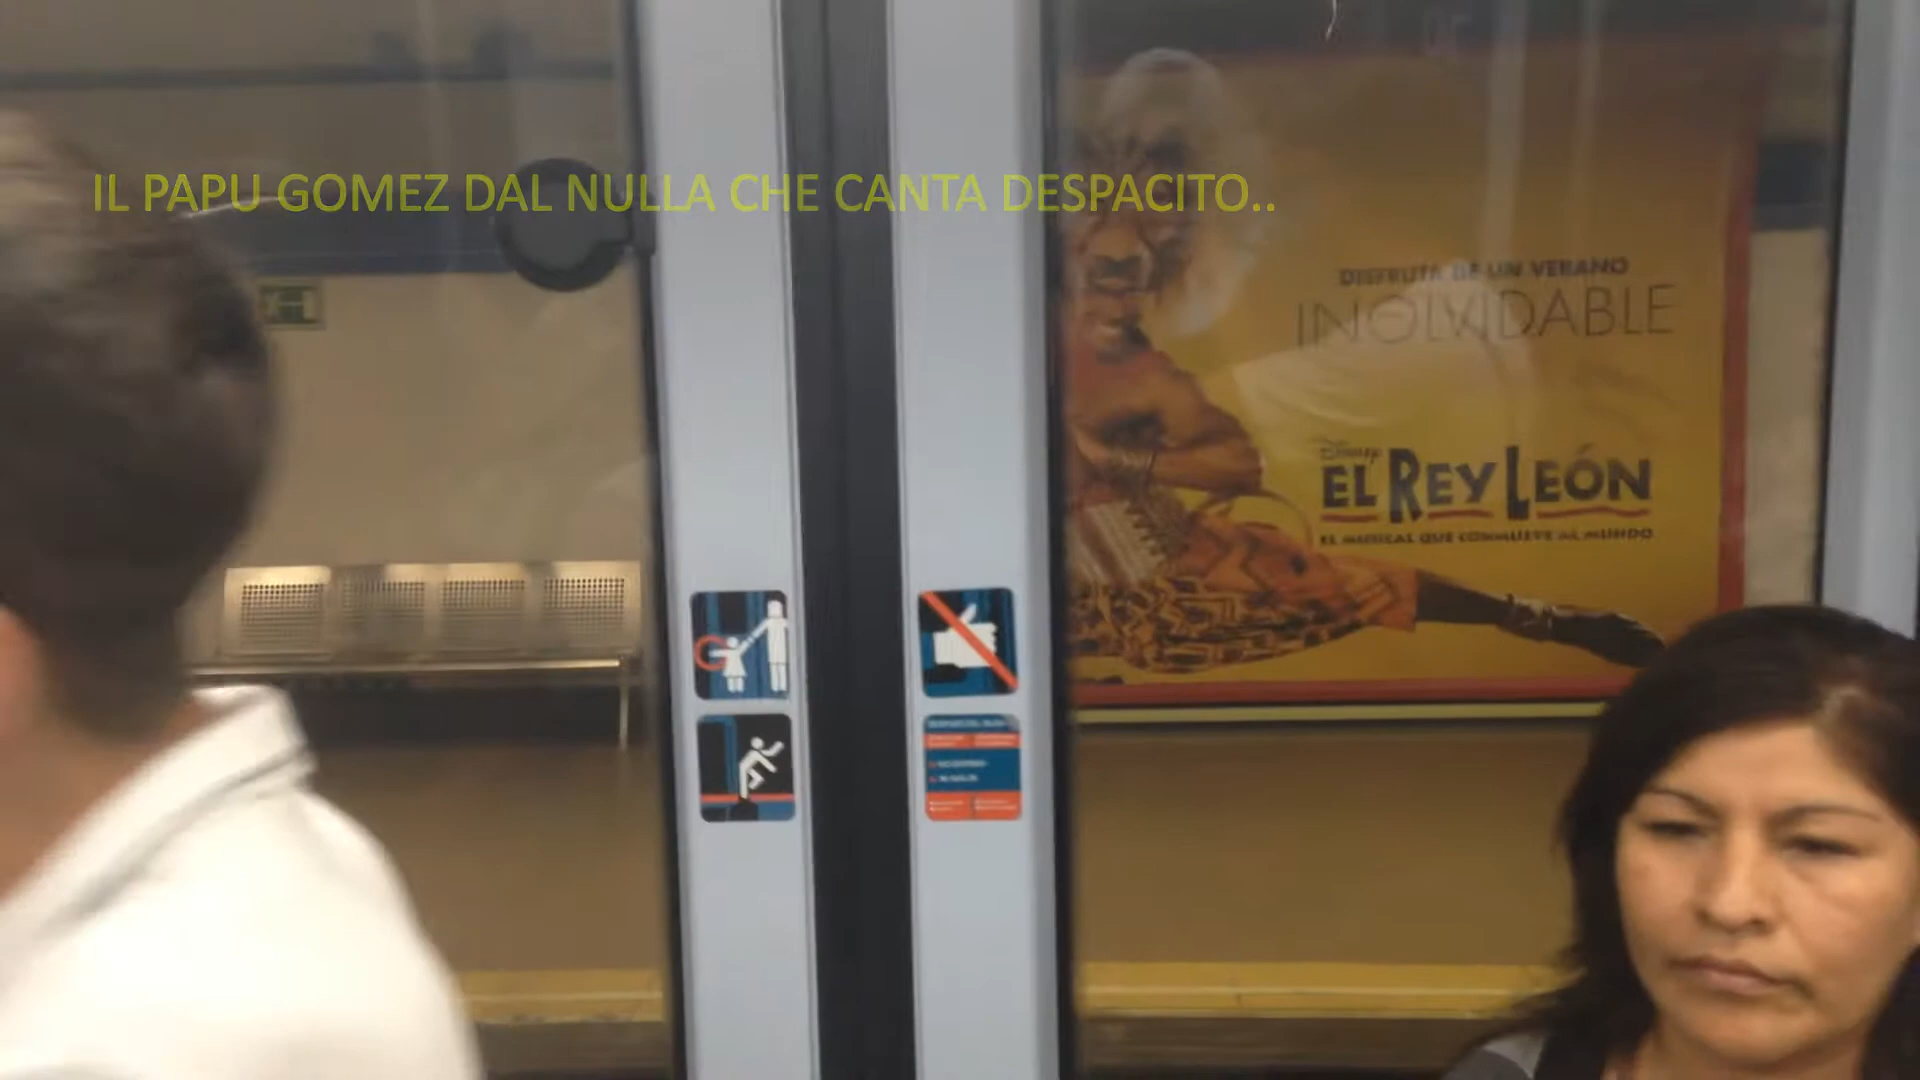 IL PAPU GOMEZ DAL NULLA CHE CANTA DESPACITO..
DISFRUTA DE UN VERANO
INOLVIDABLE
Disney
EL REY LEÓN
EL MUSICAL QUE CONMUEVE AL MUNDO